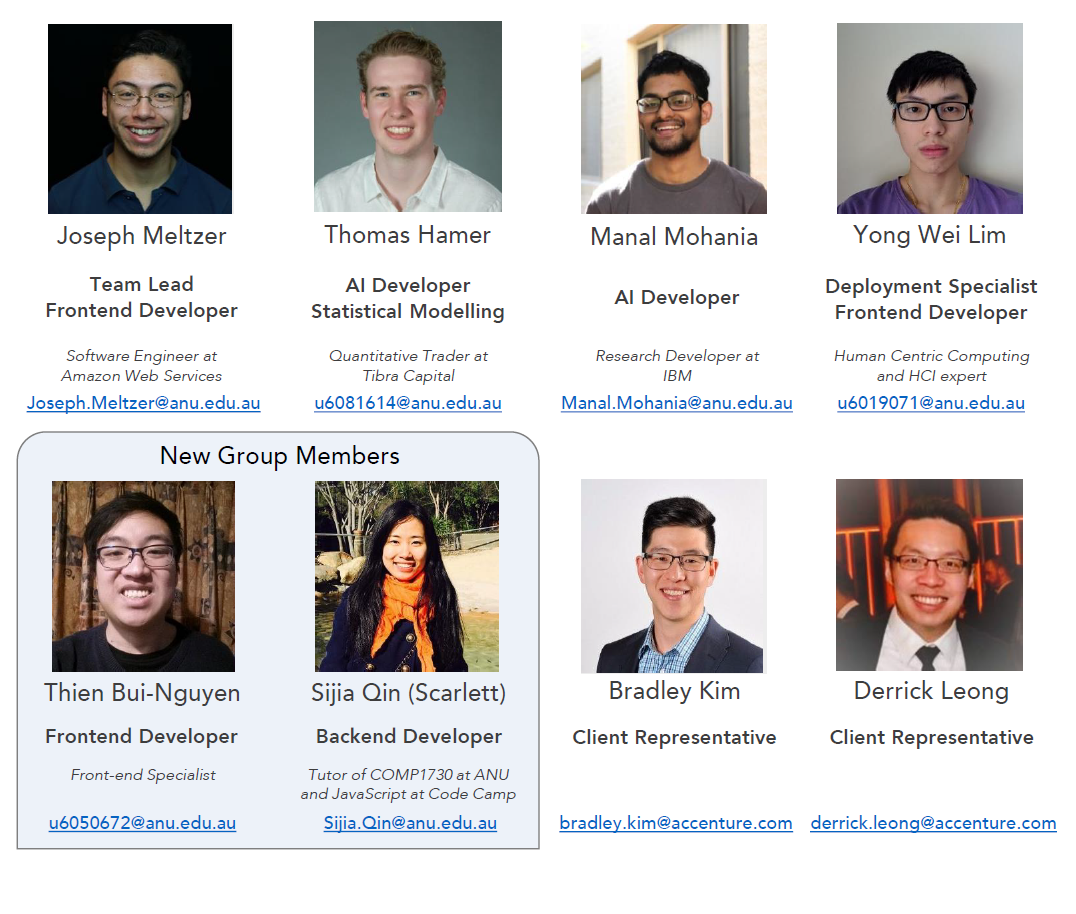 Joseph Meltzer
Team Lead
Frontend Developer
Software Engineer at
Amazon Web Services
Joseph.Meltzer@anu.edu.au
Thomas Hamer
AI Developer
Statistical Modelling
Quantitative Trader at
Tibra Capital
u6081614@anu.edu.au
Manal Mohania
AI Developer
Research Developer at
IBM
Manal.Mohania@anu.edu.au
Yong Wei Lim
Deployment Specialist
Frontend Developer
Human Centric Computing
and HCI expert
u6019071@anu.edu.au
New Group Members
Thien Bui-Nguyen
Frontend Developer
Front-end Specialist
u6050672@anu.edu.au
Sijia Qin (Scarlett)
Backend Developer
Tutor of COMP1730 at ANU
and JavaScript at Code Camp
Sijia.Qin@anu.edu.au
Bradley Kim
Client Representative
bradley.kim@accenture.com
Derrick Leong
Client Representative
derrick.leong@accenture.com